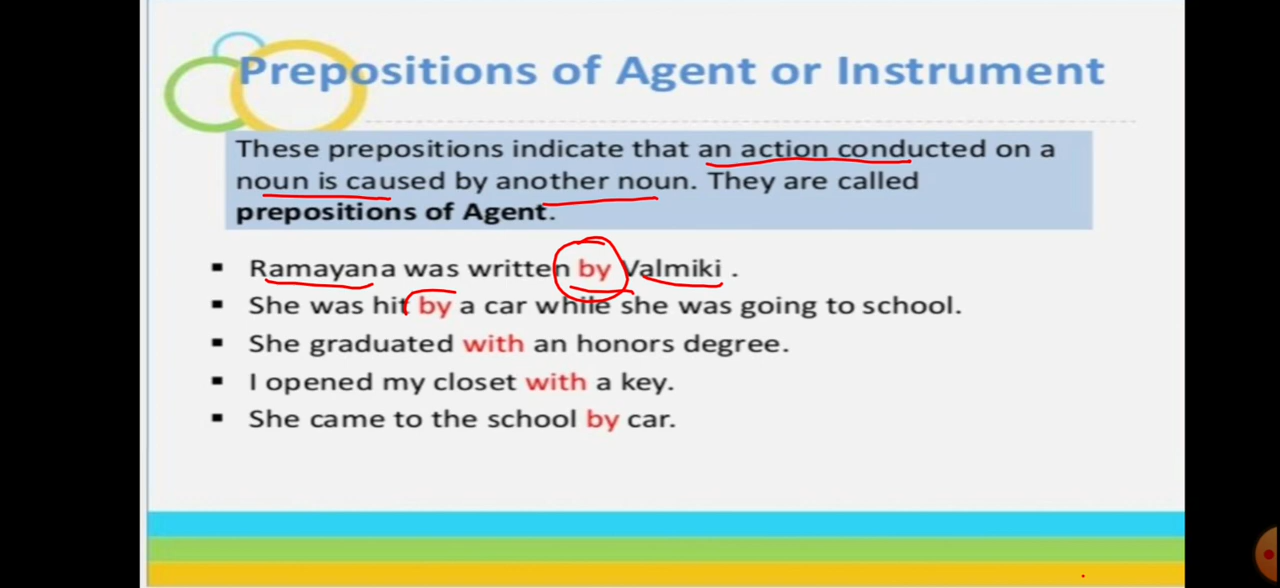 Prepositions of Agent or Instrument
These prepositions indicate that an action conducted on a
noun is caused by another noun. They are called
prepositions of Agent.
▪ Ramayana was written by Valmiki .
▪ She was hit by a car while she was going to school.
▪ She graduated with an honors degree.
▪ I opened my closet with a key.
▪ She came to the school by car.